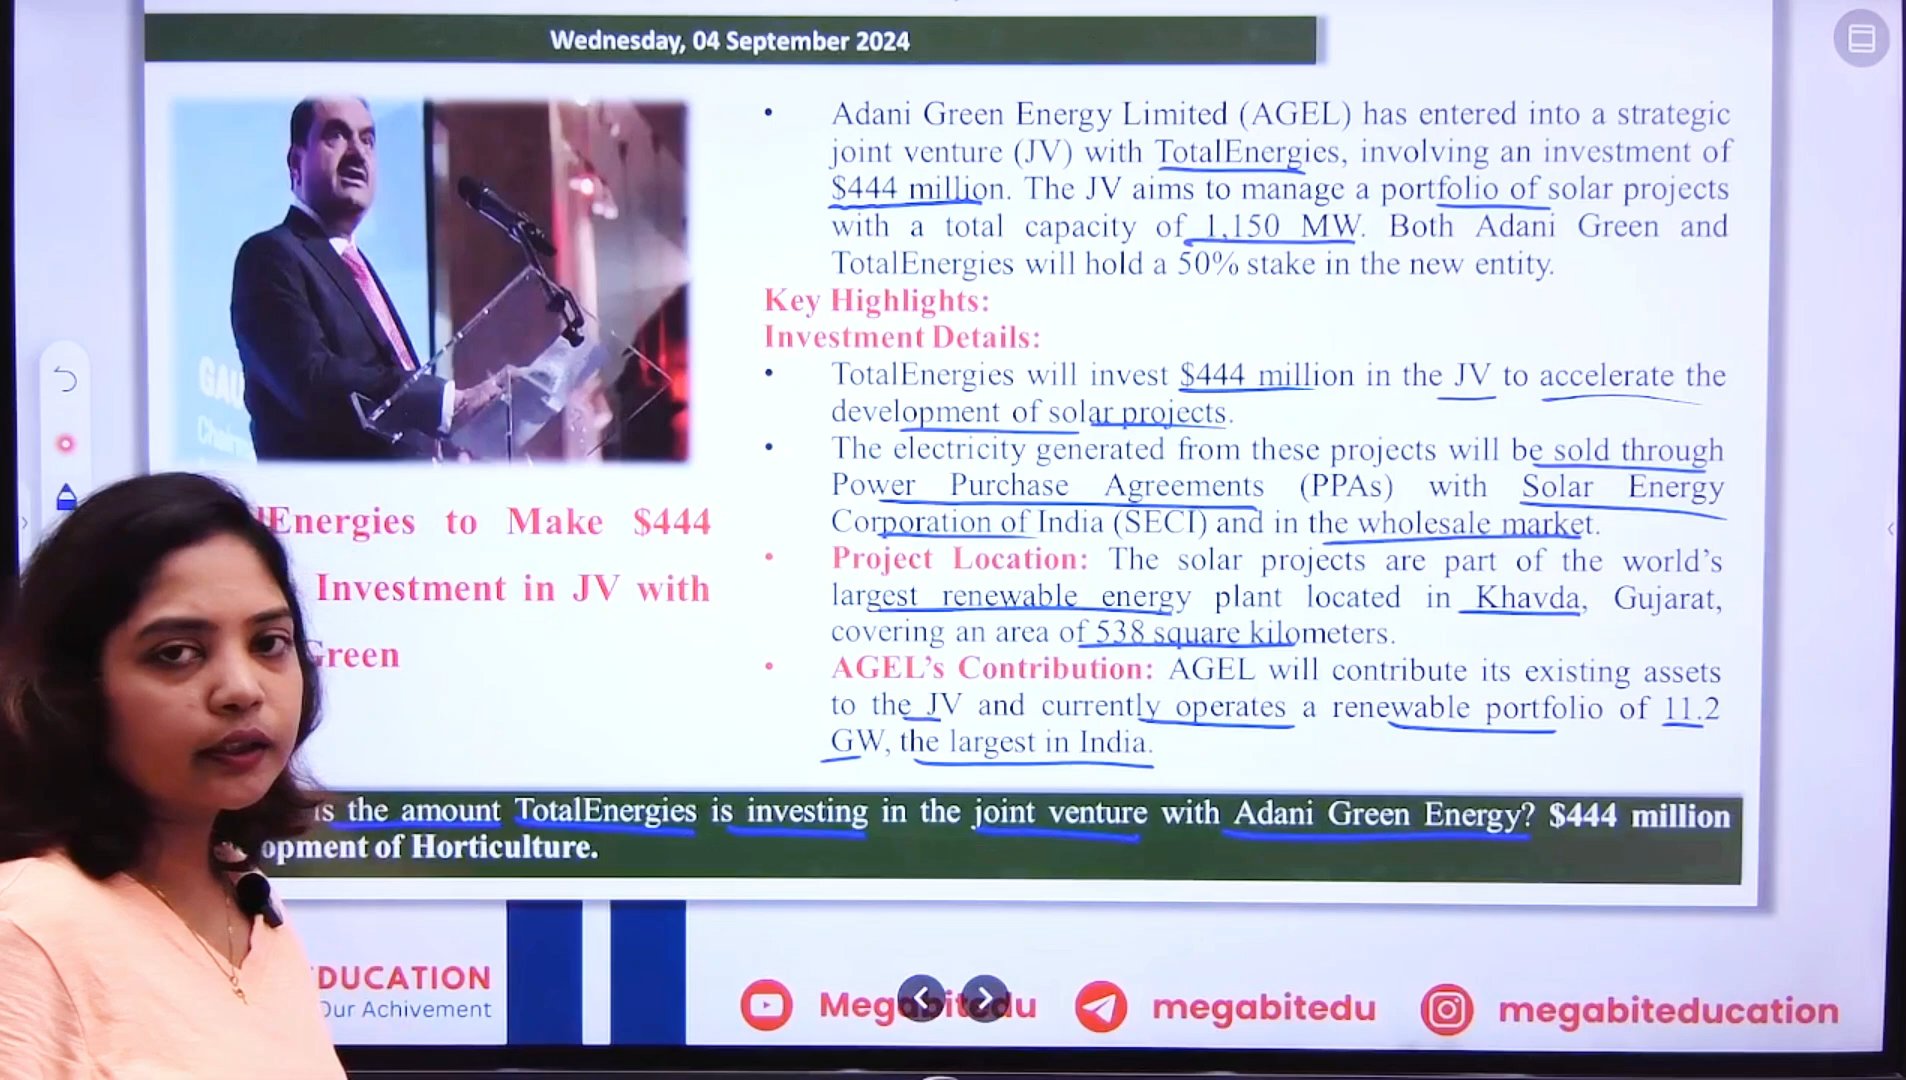 Wednesday, 04 September 2024
GAU
Chairm
Energies to Make $444
Investment in JV with
Green
• Adani Green Energy Limited (AGEL) has entered into a strategic
joint venture (JV) with TotalEnergies, involving an investment of
$444 million. The JV aims to manage a portfolio of solar projects
with a total capacity of 1,150 MW. Both Adani Green and
TotalEnergies will hold a 50% stake in the new entity.
Key Highlights:
Investment Details:
• TotalEnergies will invest $444 million in the JV to accelerate the
development of solar projects.
• The electricity generated from these projects will be sold through
Power Purchase Agreements (PPAs) with Solar Energy
Corporation of India (SECI) and in the wholesale market.
• Project Location: The solar projects are part of the world’s
largest renewable energy plant located in Khavda, Gujarat,
covering an area of 538 square kilometers.
• AGEL’s Contribution: AGEL will contribute its existing assets
to the JV and currently operates a renewable portfolio of 11.2
GW, the largest in India.
is the amount TotalEnergies is investing in the joint venture with Adani Green Energy? $444 million
opment of Horticulture.
DUCATION
Our Achivement
Megabitedu
megabitedu
megabiteducation